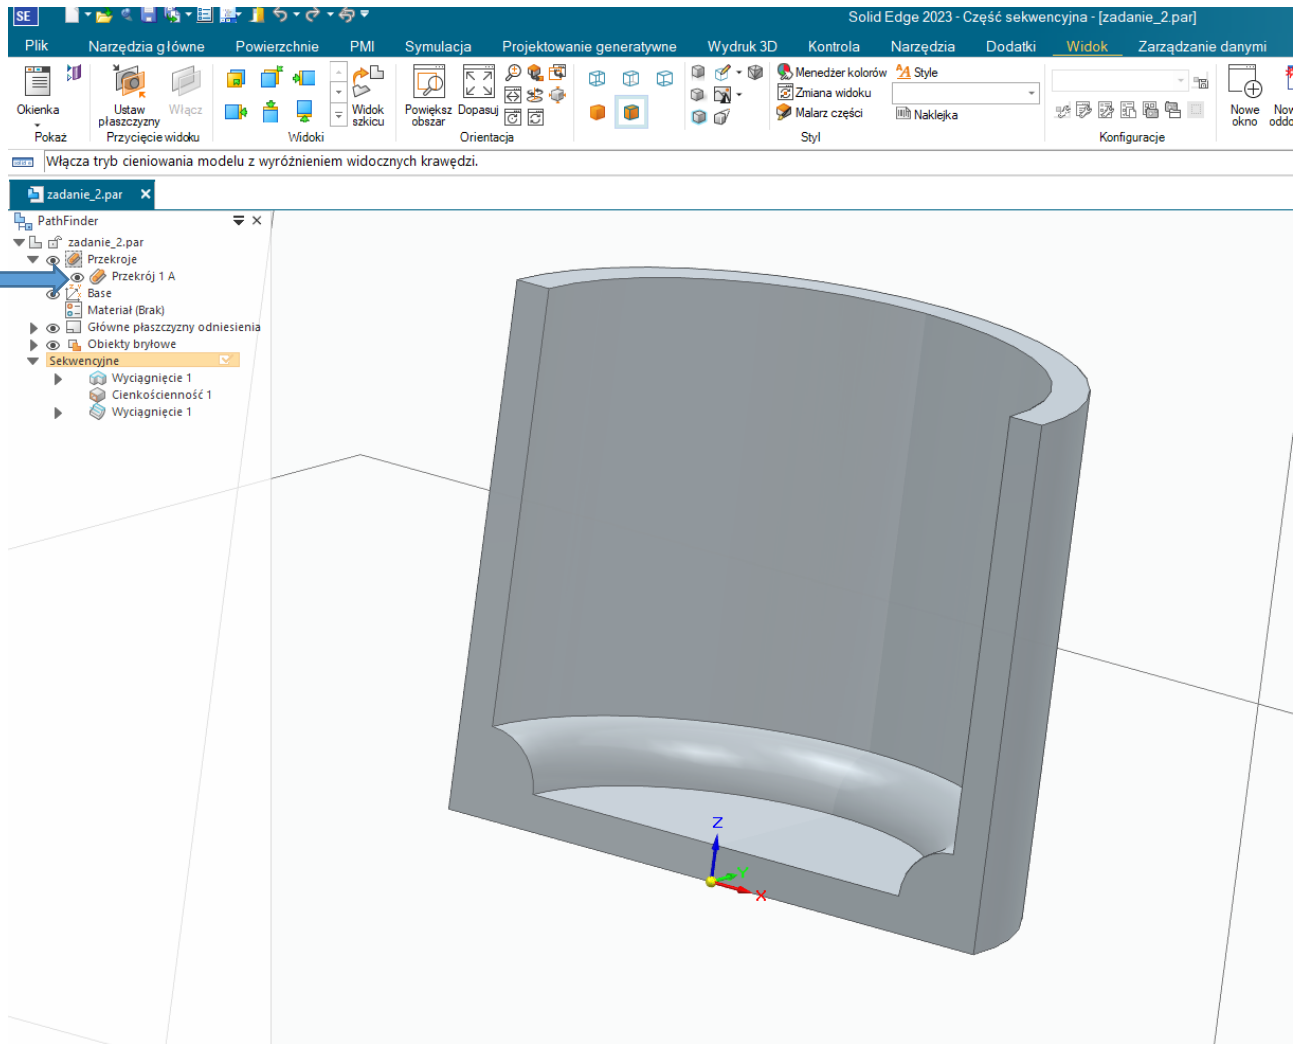 SE
Solid Edge 2023 - Część sekwencyjna - [zadanie_2.par]
Plik Narzędzia główne Powierzchnie PMI Symulacja Projektowanie generatywne Wydruk 3D Kontrola Narzędzia Dodatki Widok Zarządzanie danymi
Okienka
Pokaż
Ustaw płaszczyzny
Włącz
Przycięcie widoku
Widok szkicu
Widoki
Powiększ obszar
Dopasuj
Orientacja
Menedżer kolorów
Zmiana widoku
Malarz części
Style
Naklejka
Styl
Konfiguracje
Nowe okno
Włącza tryb cieniowania modelu z wyróżnieniem widocznych krawędzi.
zadanie_2.par
PathFinder
zadanie_2.par
Przekroje
Przekrój 1 A
Base
Materiał (Brak)
Główne płaszczyzny odniesienia
Obiekty bryłowe
Sekwencyjne
Wyciągnięcie 1
Cienkościenność 1
Wyciągnięcie 1
Z
Y
X